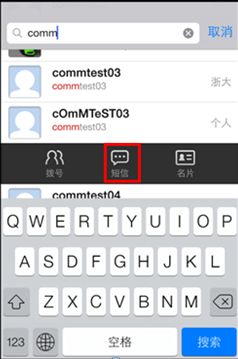 comm 取消
commtest03
commtest03 浙大
cOmMTeST03
commtest03 个人
拨号 短信 名片
commtest04
Q W E R T Y U I O P
A S D F G H J K L
Z X C V B N M
123 空格 搜索